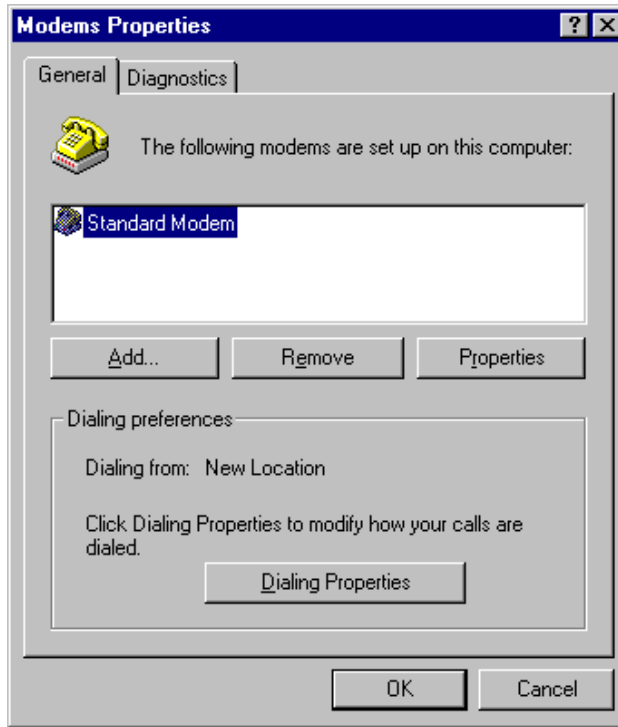 Modems Properties
General Diagnostics
The following modems are set up on this computer:
Standard Modem
Add... Remove Properties
Dialing preferences
Dialing from: New Location
Click Dialing Properties to modify how your calls are
dialed.
Dialing Properties
OK Cancel